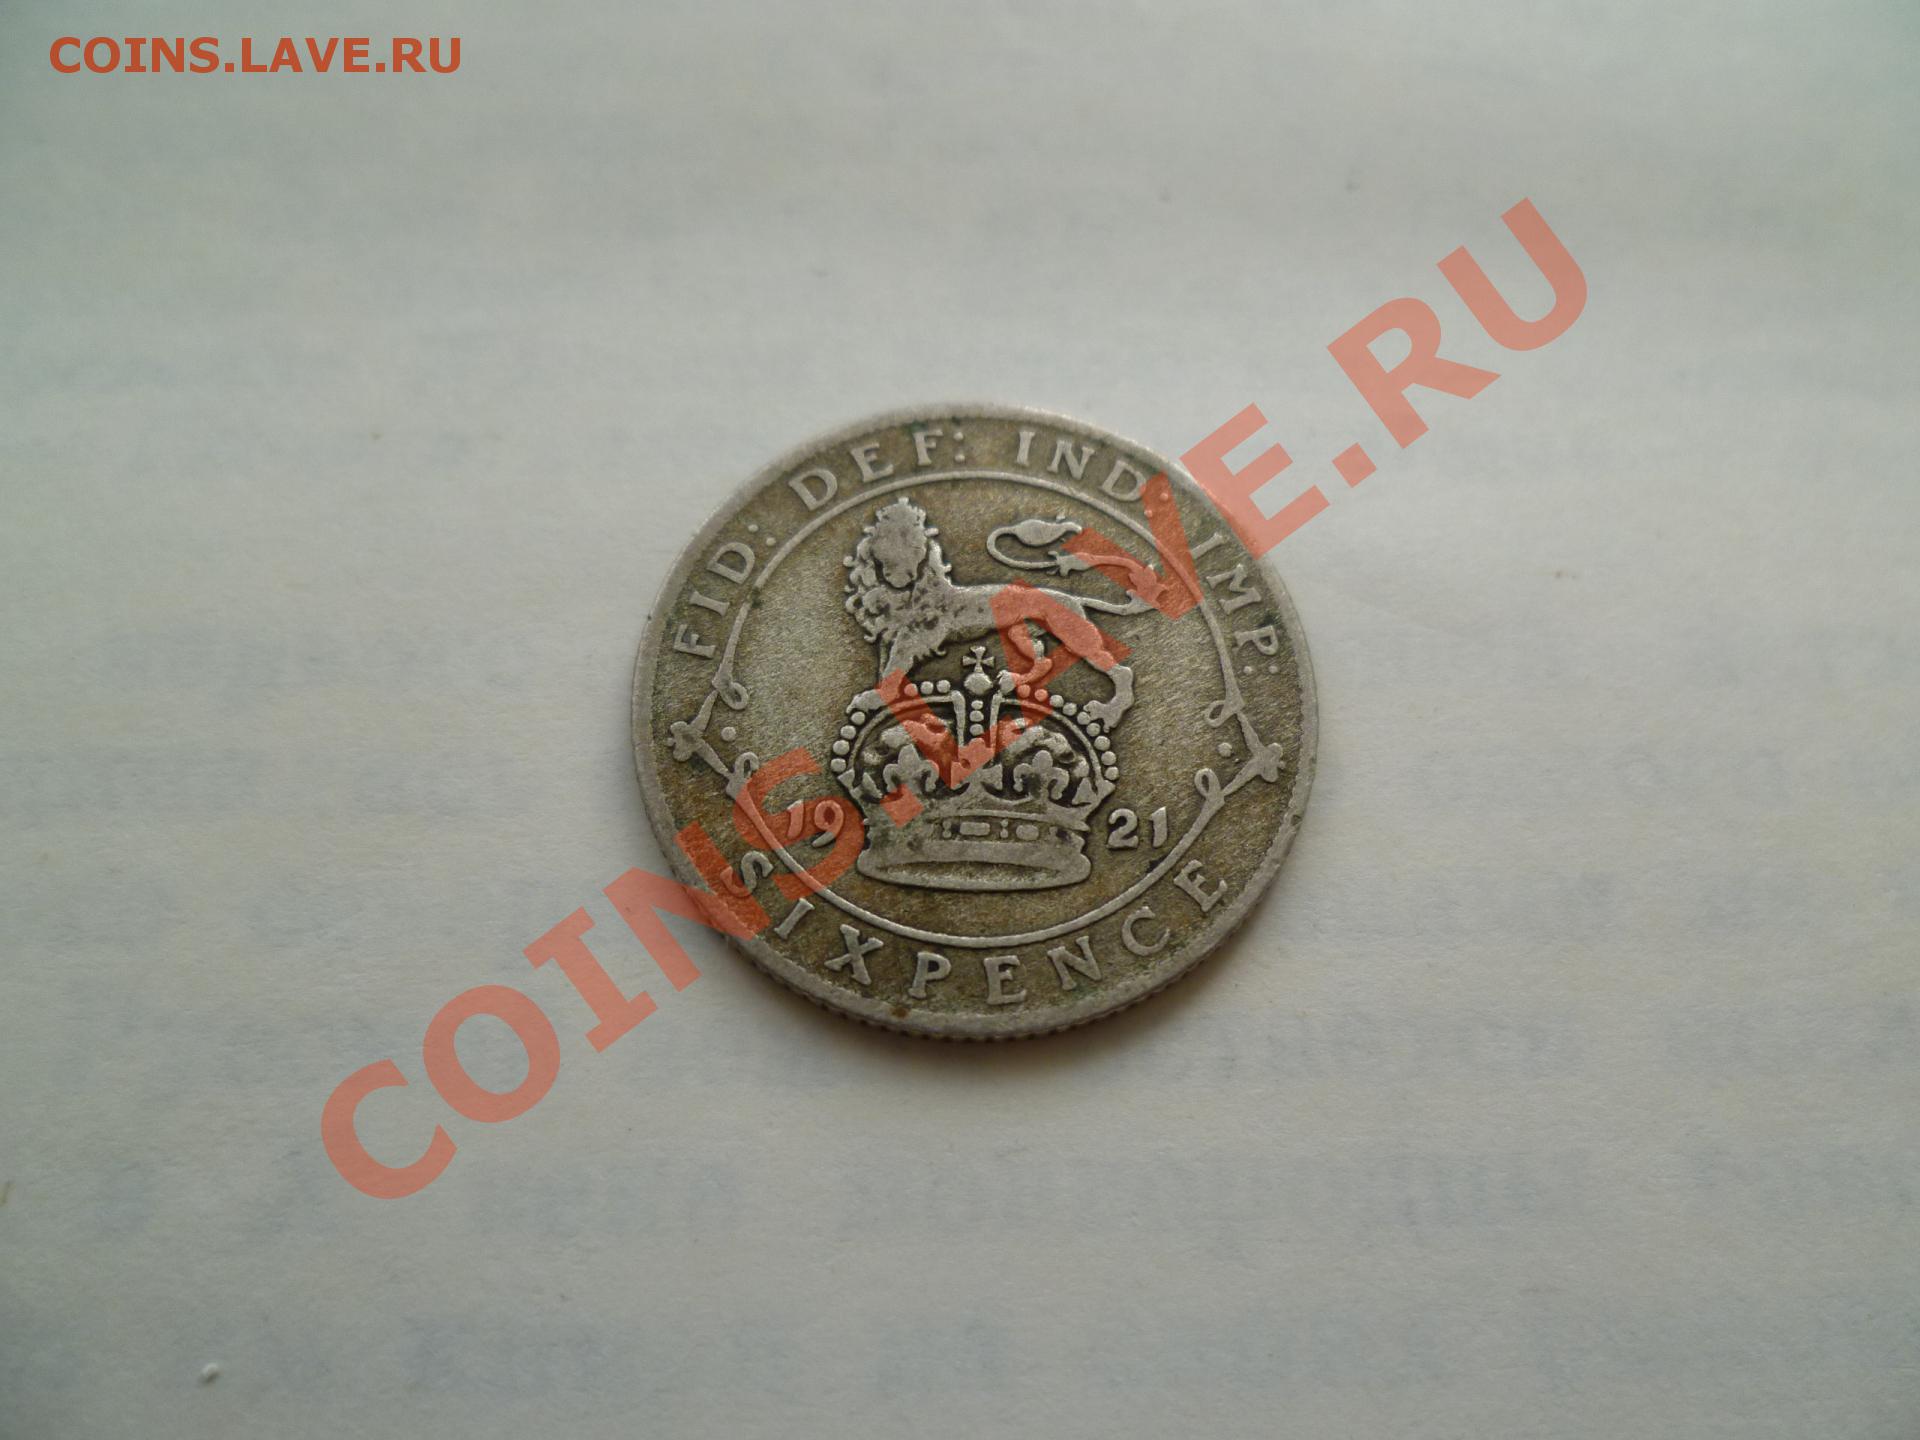 COINS.LAVE.RU
FID: DEF: IND: IMP:
19 21
SIXPENCE
COINS.LAVE.RU